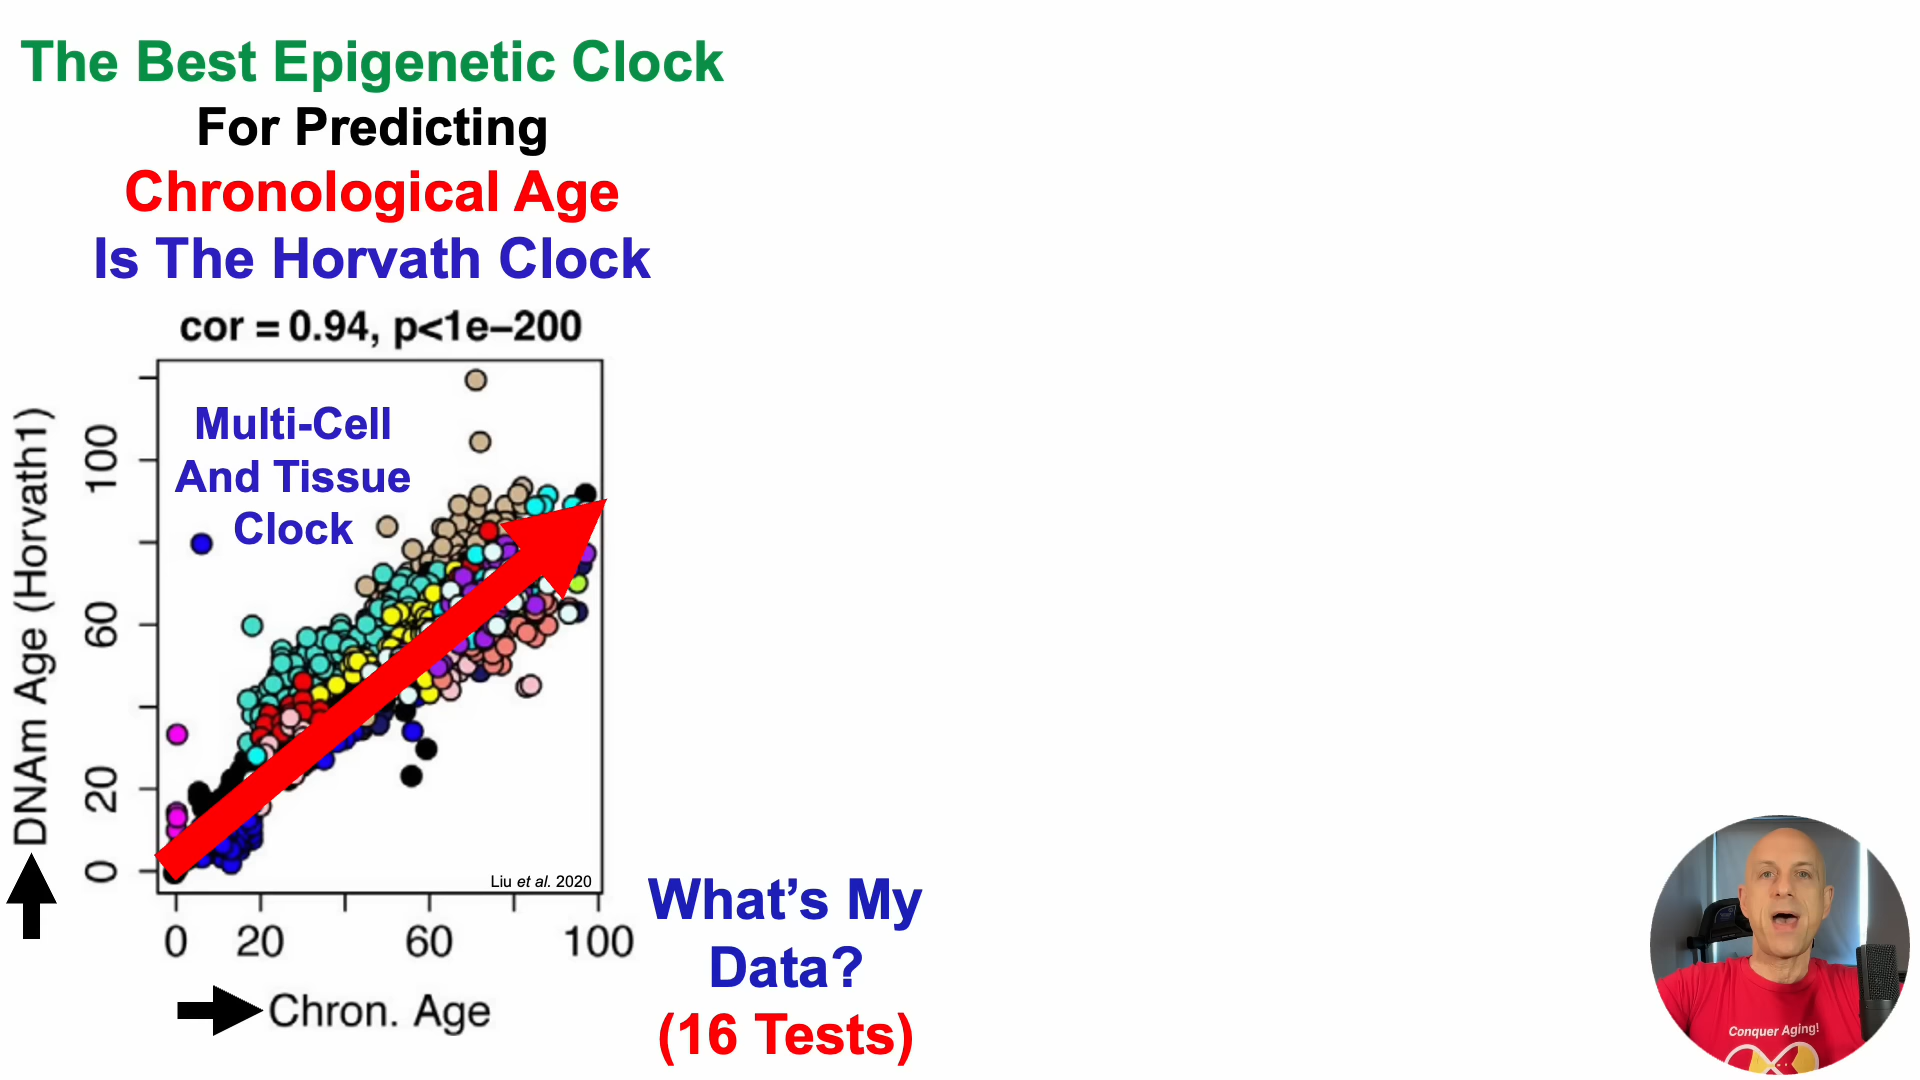 The Best Epigenetic Clock
For Predicting
Chronological Age
Is The Horvath Clock
cor = 0.94, p<1e−200
Multi-Cell
And Tissue
Clock
DNAm Age (Horvath1)
100
60
20
0
Liu et al. 2020
0 20 60 100
Chron. Age
What’s My
Data?
(16 Tests)
Conquer Aging!